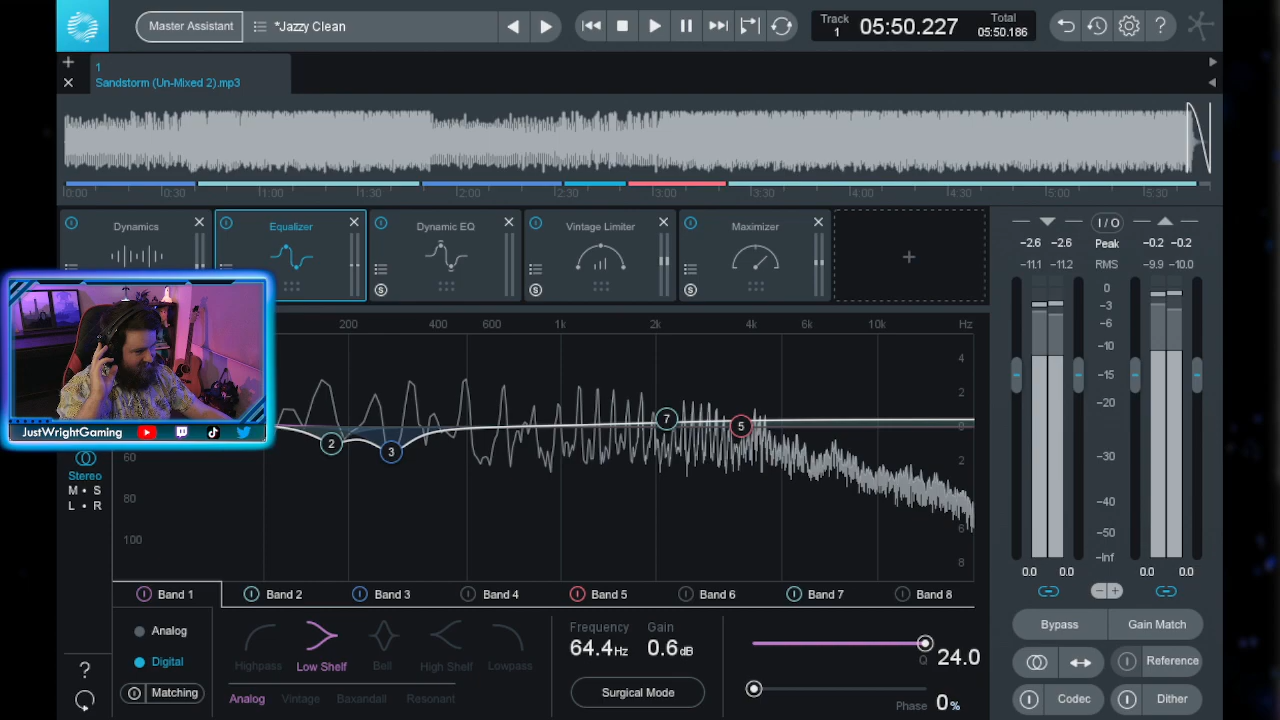 Master Assistant
*Jazzy Clean
Track
1
05:50.227
Total
05:50.186
?
1
Sandstorm (Un-Mixed 2).mp3
0:00
0:30
1:00
1:30
2:00
2:30
3:00
3:30
4:00
4:30
5:00
5:30
Dynamics
Equalizer
Dynamic EQ
S
Vintage Limiter
S
Maximizer
S
+
I/O
-2.6 -2.6
Peak
-0.2 -0.2
-11.1 -11.2
RMS
-9.9 -10.0
200 400 600 1k 2k 4k 6k 10k Hz
4
2
0
2
6
8
2
3
7
5
60
80
100
JustWrightGaming
Stereo
M • S
L • R
0
-3
-6
-10
-15
-20
-30
-40
-50
-Inf
0.0 0.0
0.0 0.0
Band 1
Band 2
Band 3
Band 4
Band 5
Band 6
Band 7
Band 8
Analog
Digital
Matching
?
Highpass
Low Shelf
Bell
High Shelf
Lowpass
Analog
Vintage
Baxandall
Resonant
Frequency
64.4Hz
Gain
0.6dB
Surgical Mode
Q
24.0
Phase
0%
Bypass
Gain Match
Reference
Codec
Dither